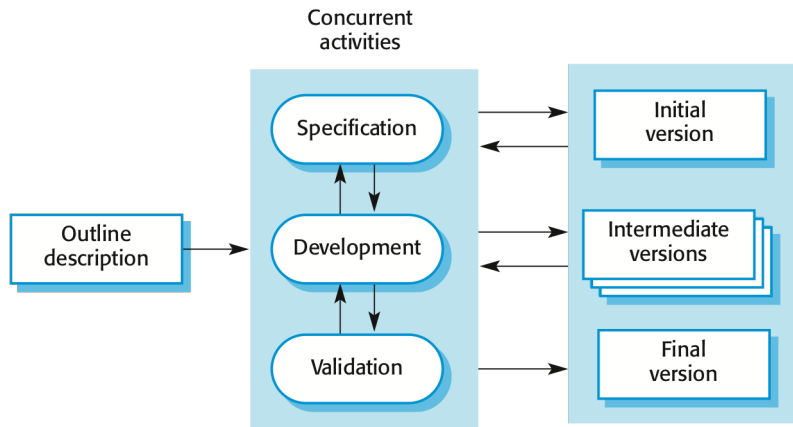 Concurrent
activities
Specification
Initial
version
Outline
description
Development
Intermediate
versions
Validation
Final
version